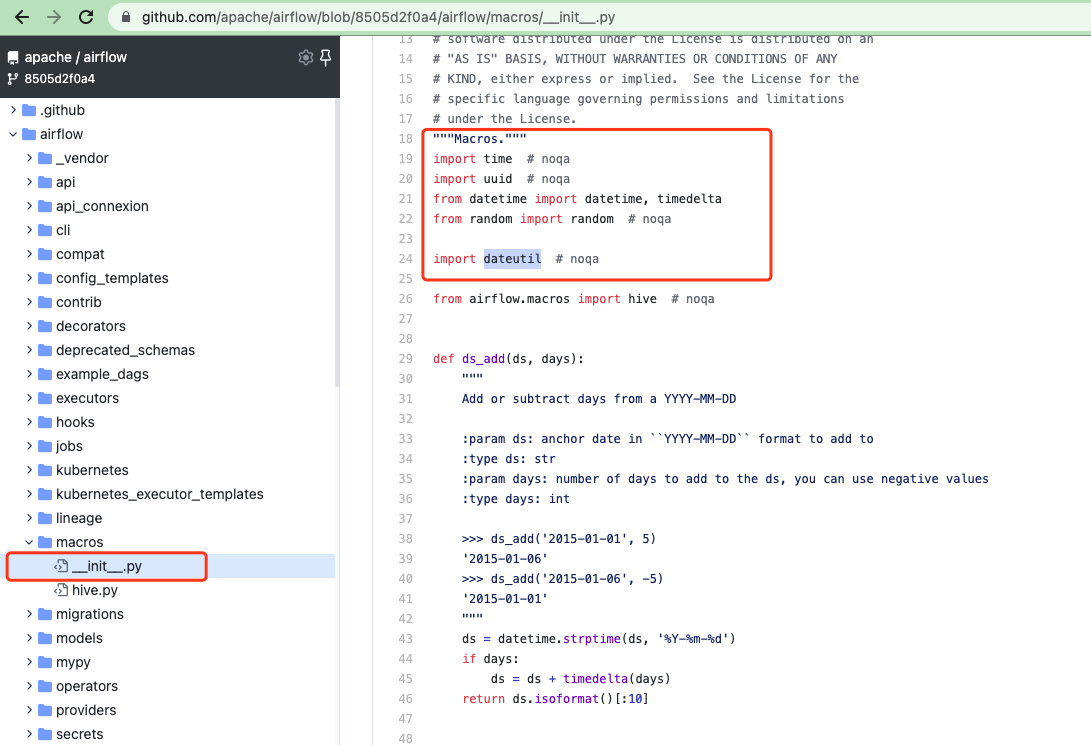 github.com/apache/airflow/blob/8505d2f0a4/airflow/macros/__init__.py
apache / airflow
8505d2f0a4
.github
airflow
_vendor
api
api_connexion
cli
compat
config_templates
contrib
decorators
deprecated_schemas
example_dags
executors
hooks
jobs
kubernetes
kubernetes_executor_templates
lineage
macros
__init__.py
hive.py
migrations
models
mypy
operators
providers
secrets
13 # software distributed under the License is distributed on an
14 # "AS IS" BASIS, WITHOUT WARRANTIES OR CONDITIONS OF ANY
15 # KIND, either express or implied.  See the License for the
16 # specific language governing permissions and limitations
17 # under the License.
18 """Macros."""
19 import time  # noqa
20 import uuid  # noqa
21 from datetime import datetime, timedelta
22 from random import random  # noqa
23
24 import dateutil  # noqa
25
26 from airflow.macros import hive  # noqa
27
28
29 def ds_add(ds, days):
30     """
31     Add or subtract days from a YYYY-MM-DD
32
33     :param ds: anchor date in ``YYYY-MM-DD`` format to add to
34     :type ds: str
35     :param days: number of days to add to the ds, you can use negative values
36     :type days: int
37
38     >>> ds_add('2015-01-01', 5)
39     '2015-01-06'
40     >>> ds_add('2015-01-06', -5)
41     '2015-01-01'
42     """
43     ds = datetime.strptime(ds, '%Y-%m-%d')
44     if days:
45         ds = ds + timedelta(days)
46     return ds.isoformat()[:10]
47
48